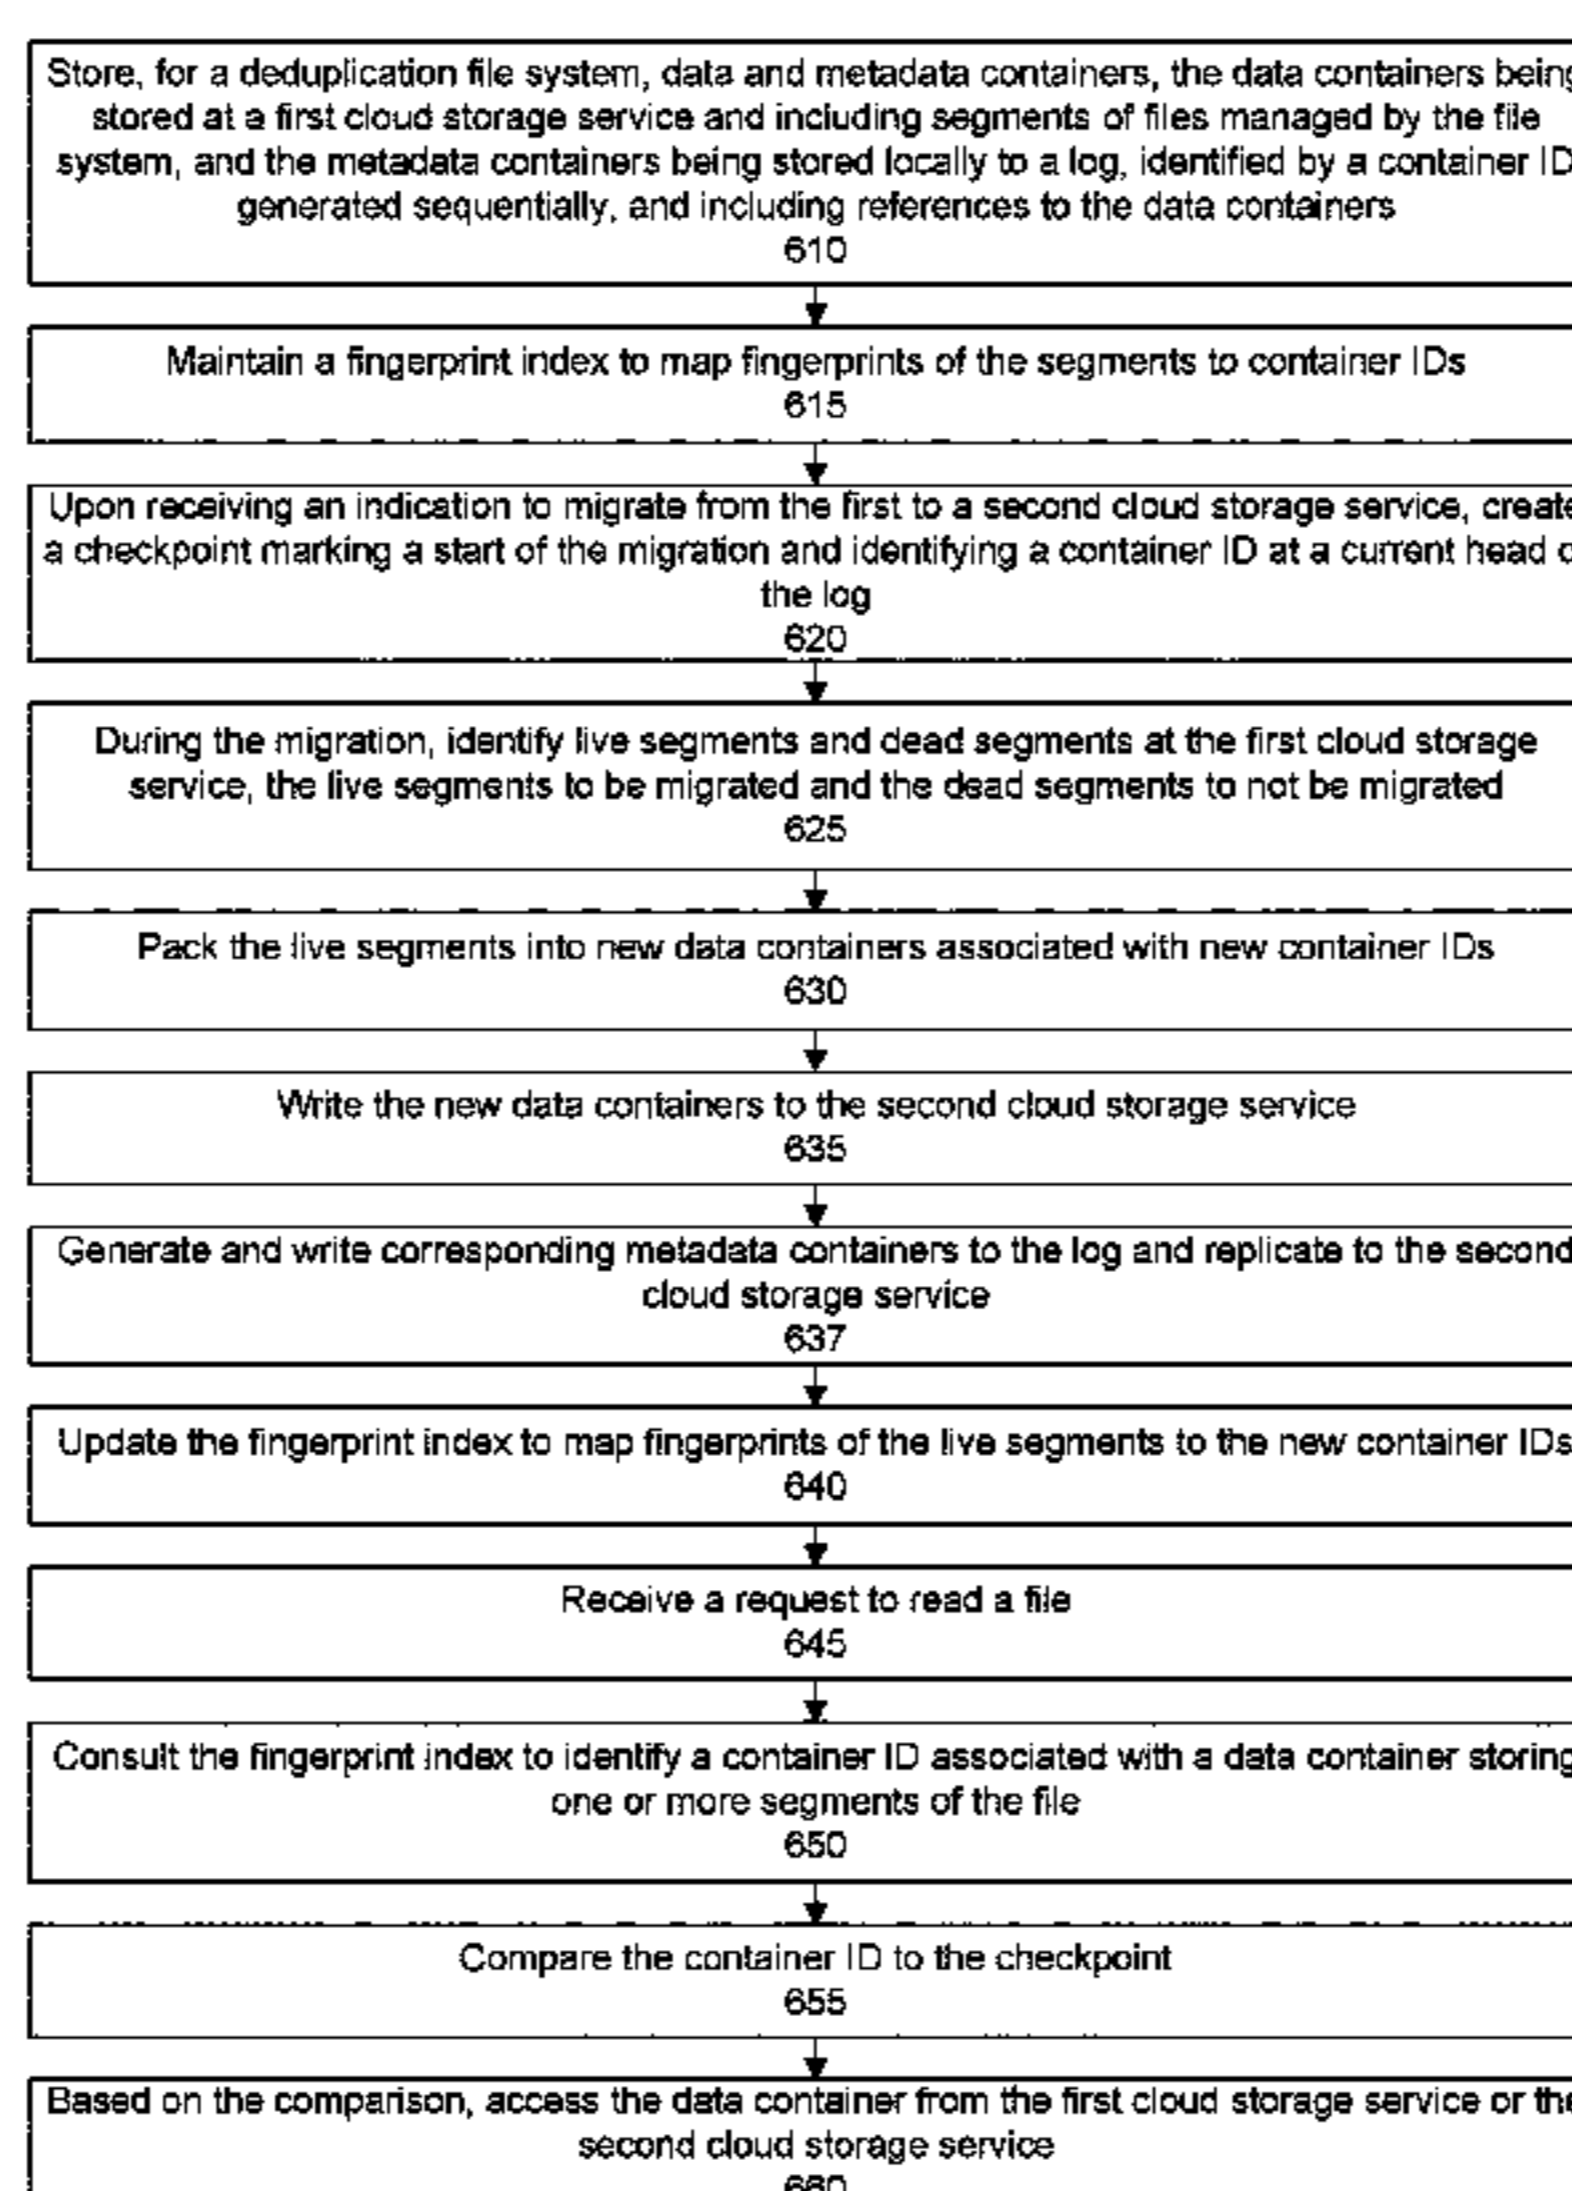 Store, for a deduplication file system, data and metadata containers, the data containers being
stored at a first cloud storage service and including segments of files managed by the file
system, and the metadata containers being stored locally to a log, identified by a container ID
generated sequentially, and including references to the data containers
610
Maintain a fingerprint index to map fingerprints of the segments to container IDs
615
Upon receiving an indication to migrate from the first to a second cloud storage service, create
a checkpoint marking a start of the migration and identifying a container ID at a current head
the log
620
During the migration, identify live segments and dead segments at the first cloud storage
service, the live segments to be migrated and the dead segments to not be migrated
625
Pack the live segments into new data containers associated with new container IDs
630
Write the new data containers to the second cloud storage service
635
Generate and write corresponding metadata containers to the log and replicate to the second
cloud storage service
637
Update the fingerprint index to map fingerprints of the live segments to the new container IDs
640
Receive a request to read a file
645
Consult the fingerprint index to identify a container ID associated with a data container storing
one or more segments of the file
650
Compare the container ID to the checkpoint
655
Based on the comparison, access the data container from the first cloud storage service or the
second cloud storage service
660